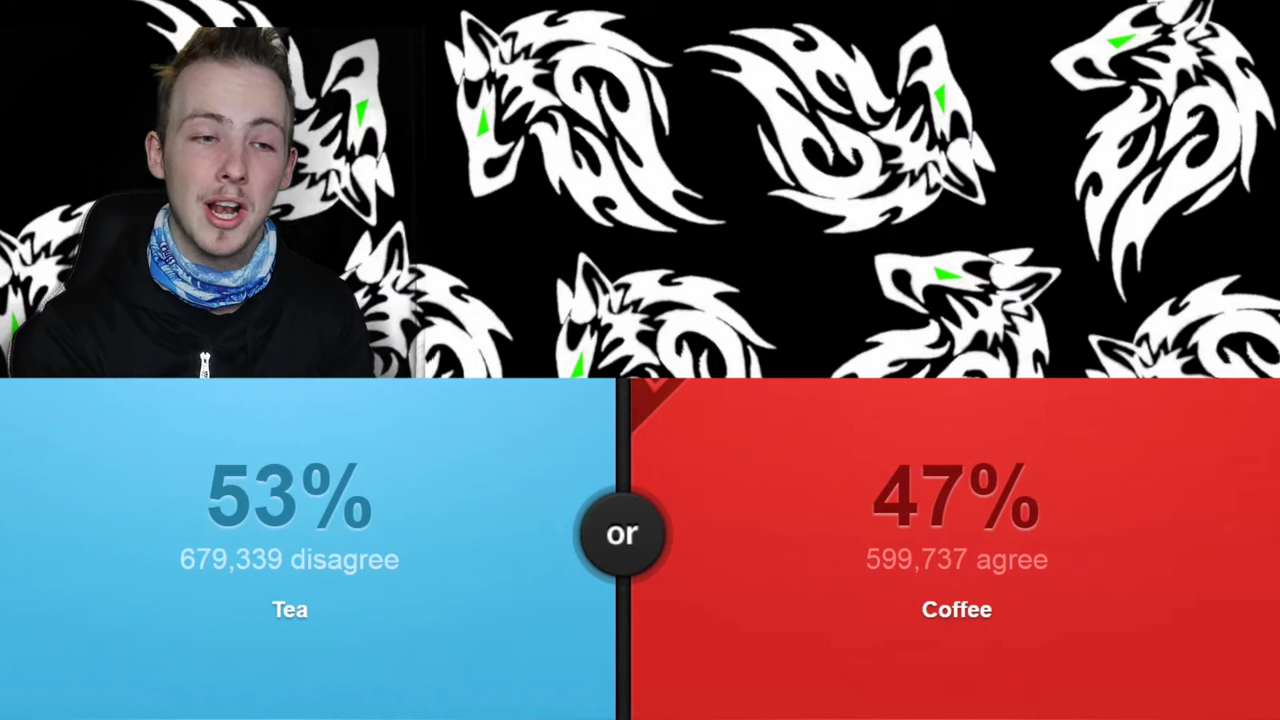 53%
679,339 disagree
Tea
or
47%
599,737 agree
Coffee